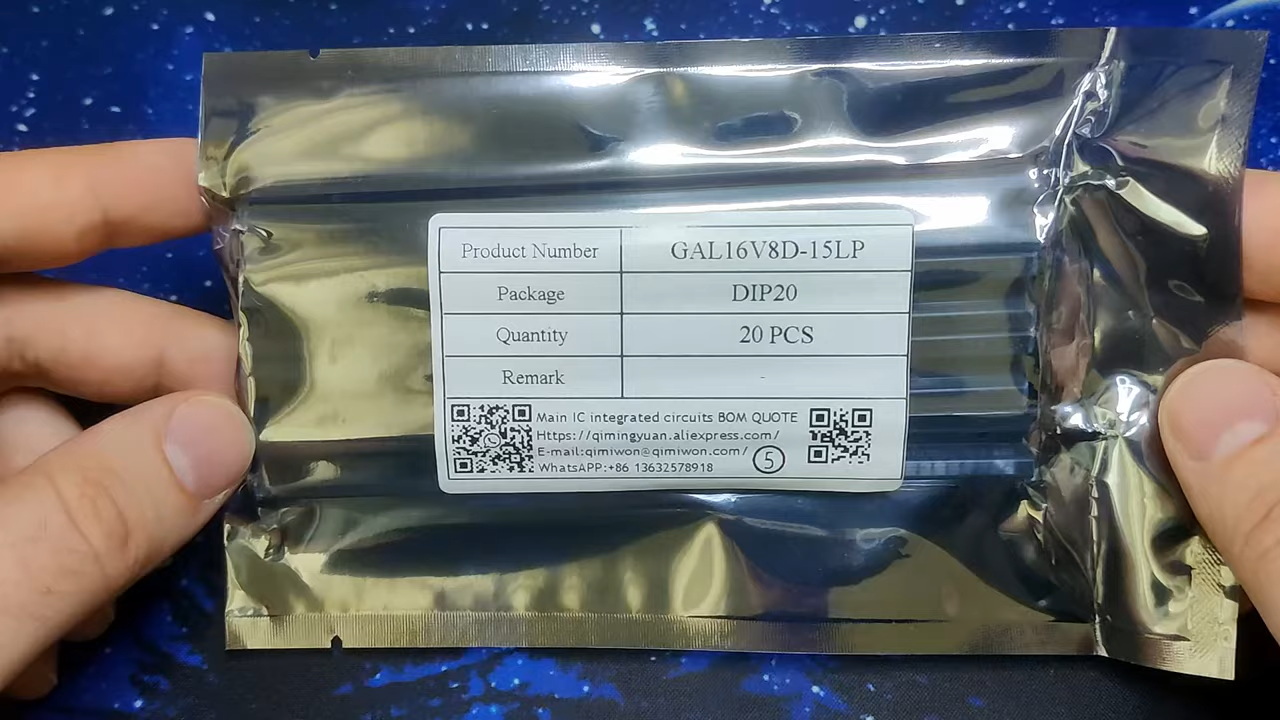 Product Number GAL16V8D-15LP
Package DIP20
Quantity 20 PCS
Remark -
Main IC integrated circuits BOM QUOTE
Https://qimingyuan.aliexpress.com/
E-mail:qimiwon@qimiwon.com/
WhatsAPP:+86 13632578918
5